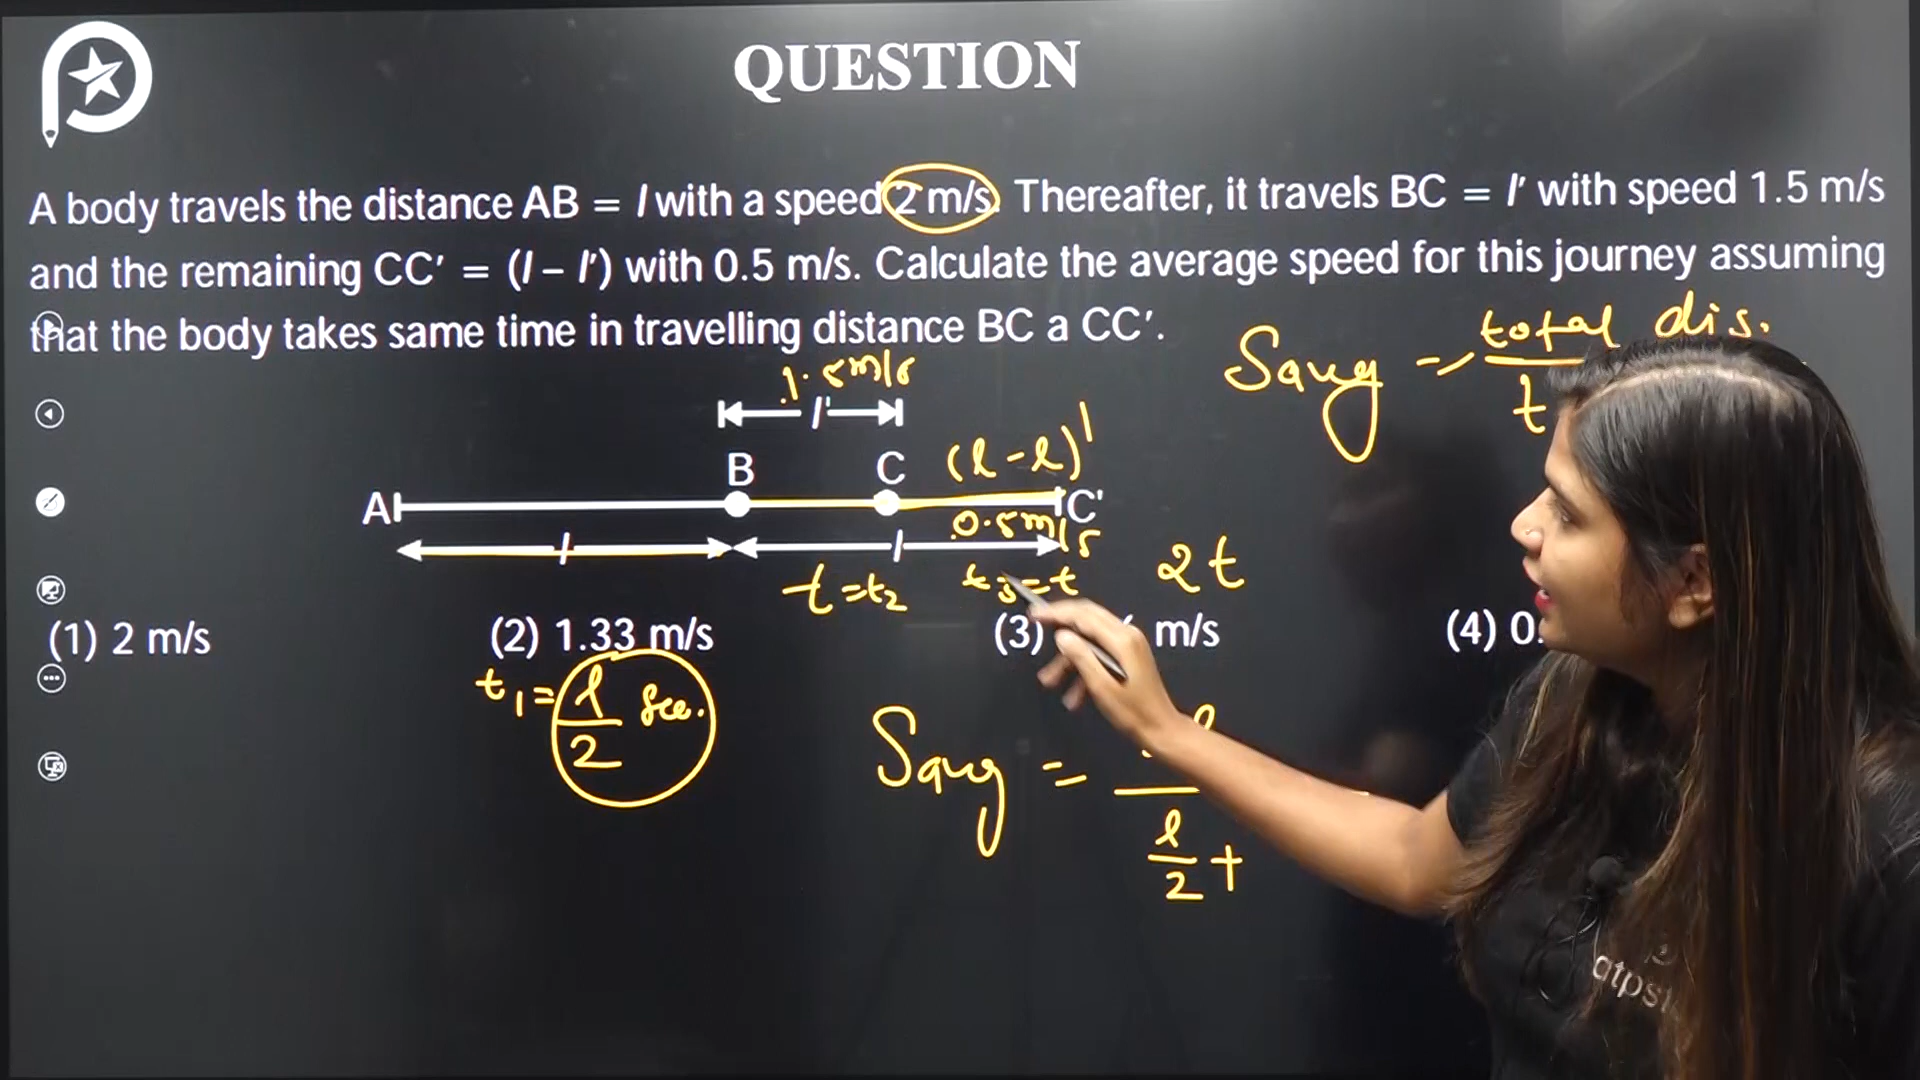 QUESTION
A body travels the distance AB = l with a speed 2 m/s. Thereafter, it travels BC = l′ with speed 1.5 m/s
and the remaining CC′ = (l – l′) with 0.5 m/s. Calculate the average speed for this journey assuming
that the body takes same time in travelling distance BC a CC′.
Savg = total dis.
t
1.5m/s
l'
B C (l-l)'
A C'
0.5m/s
l l
t=t2 t3=t 2t
(1) 2 m/s (2) 1.33 m/s (3) m/s (4) 0.
t1= l/2 sec.
Savg =
l/2 +
atpst